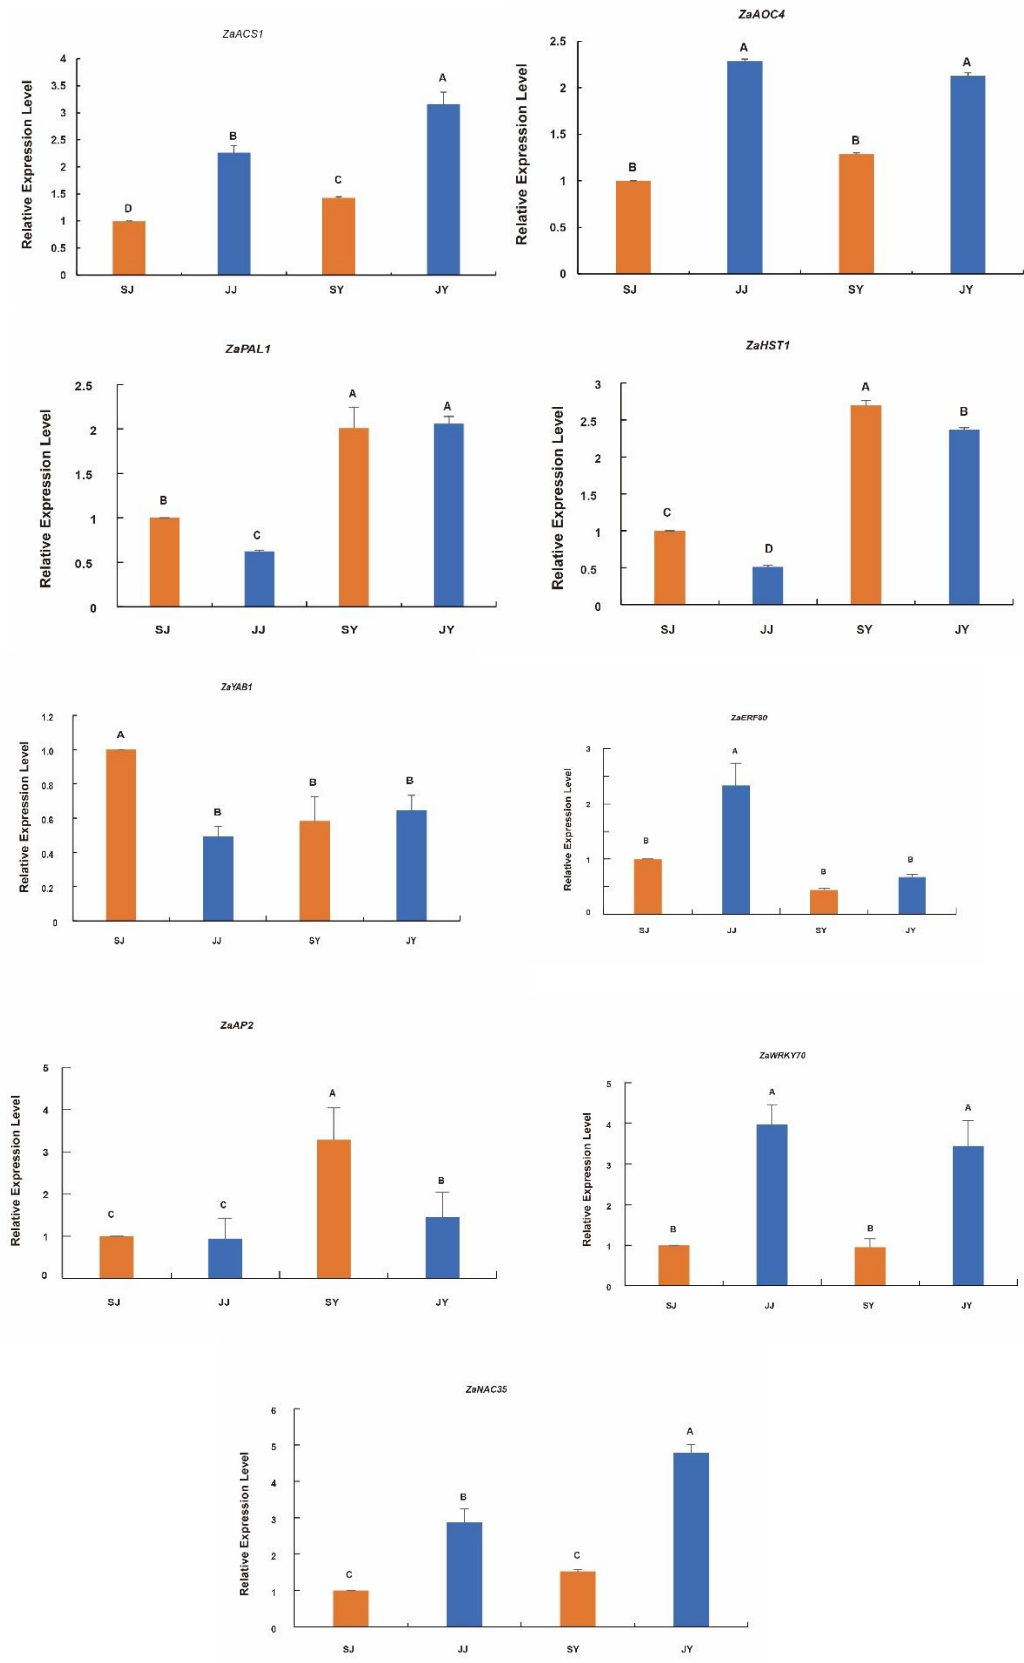 ZaACS1
Relative Expression Level
4
3.5
3
2.5
2
1.5
1
0.5
0
D
B
C
A
SJ JJ SY JY
ZaAOC4
Relative Expression Level
2.5
2
1.5
1
0.5
0
B
A
B
A
SJ JJ SY JY
ZaPAL1
Relative Expression Level
2.5
2
1.5
1
0.5
0
B
C
A
A
SJ JJ SY JY
ZaHST1
Relative Expression Level
3
2.5
2
1.5
1
0.5
0
C
D
A
B
SJ JJ SY JY
ZaYAB1
Relative Expression Level
1.2
1.0
0.8
0.6
0.4
0.2
0
A
B
B
B
SJ JJ SY JY
ZaERF80
Relative Expression Level
3
2
1
0
B
A
B
B
SJ JJ SY JY
ZaAP2
Relative Expression Level
5
4
3
2
1
0
C
C
A
B
SJ JJ SY JY
ZaWRKY70
Relative Expression Level
5
4
3
2
1
0
B
A
B
A
SJ JJ SY JY
ZaNAC35
Relative Expression Level
6
5
4
3
2
1
0
C
B
C
A
SJ JJ SY JY